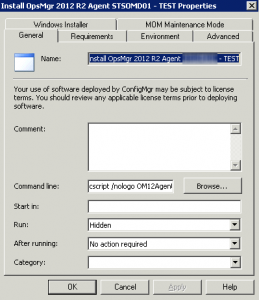 Install OpsMgr 2012 R2 Agent STSOMD01 - TEST Properties
Windows Installer
MOM Maintenance Mode
General
Requirements
Environment
Advanced
Name:
nstall OpsMgr 2012 R2 Agent - TEST
Your use of software deployed by ConfigMgr may be subject to license
terms. You should review any applicable license terms prior to deploying
software.
Comment:
Command line:
cscript /nologo OM12Agent
Browse...
Start in:
Run:
Hidden
After running:
No action required
Category:
OK
Cancel
Apply
Help